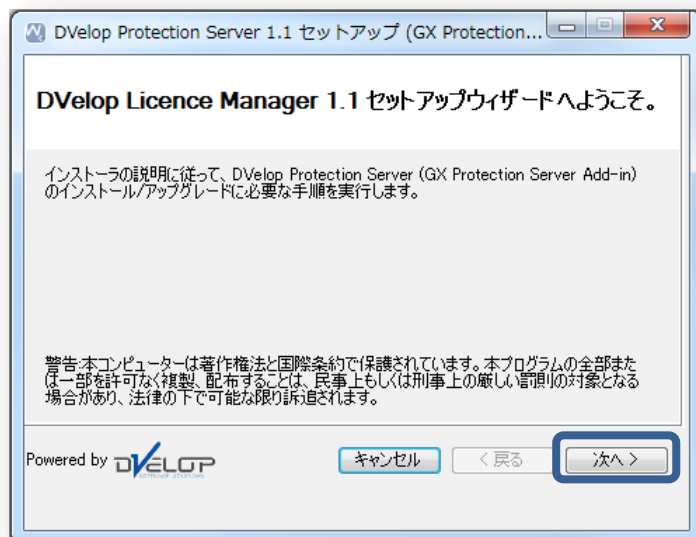 DVelop Protection Server 1.1 セットアップ (GX Protection...
DVelop Licence Manager 1.1 セットアップウィザードへようこそ。
インストーラの説明に従って、DVelop Protection Server (GX Protection Server Add-in)
のインストール/アップグレードに必要な手順を実行します。
警告:本コンピューターは著作権法と国際条約で保護されています。本プログラムの全部また
は一部を許可なく複製、配布することは、民事上もしくは刑事上の厳しい罰則の対象となる
場合があり、法律の下で可能な限り訴追されます。
Powered by DVELOP
キャンセル
< 戻る
次へ >